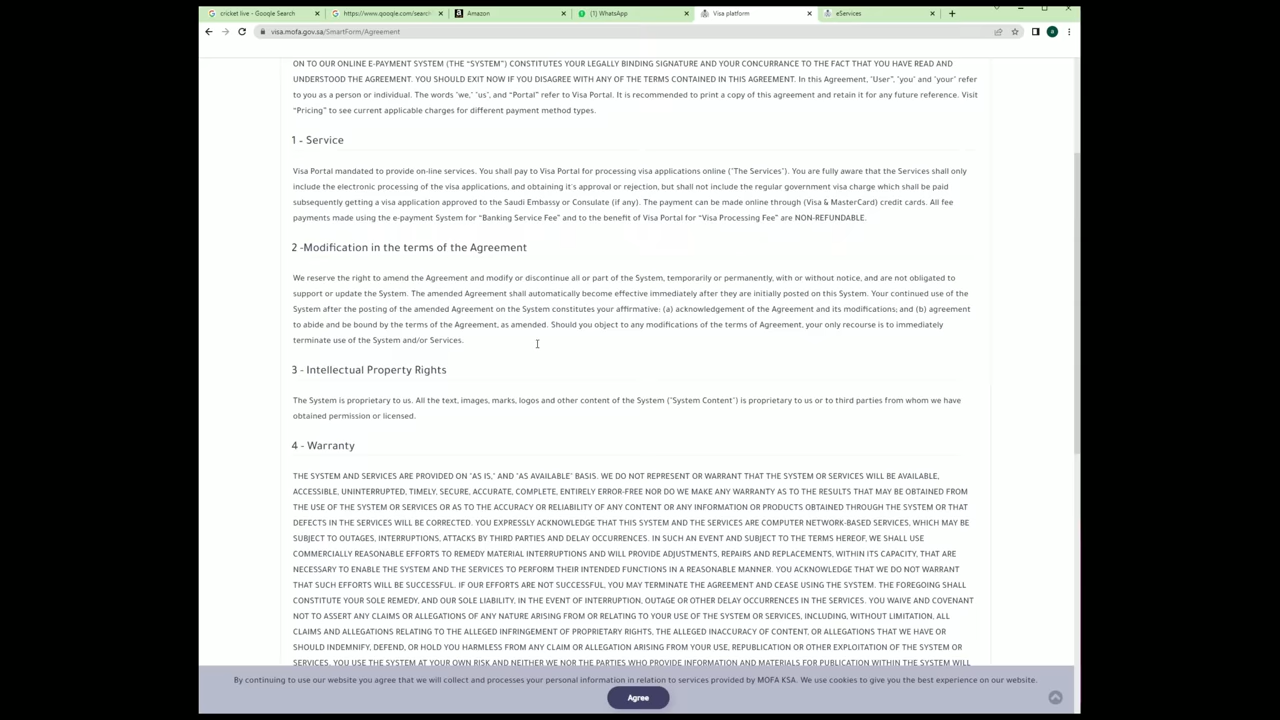 cricket live - Google Search
https://www.google.com/search
Amazon
(1) WhatsApp
Visa platform
eServices
visa.mofa.gov.sa/SmartForm/Agreement
ON TO OUR ONLINE E-PAYMENT SYSTEM (THE "SYSTEM") CONSTITUTES YOUR LEGALLY BINDING SIGNATURE AND YOUR CONCURRANCE TO THE FACT THAT YOU HAVE READ AND
UNDERSTOOD THE AGREEMENT. YOU SHOULD EXIT NOW IF YOU DISAGREE WITH ANY OF THE TERMS CONTAINED IN THIS AGREEMENT. In this Agreement, "User", "you" and "your" refer
to you as a person or individual. The words "we," "us", and "Portal" refer to Visa Portal. It is recommended to print a copy of this agreement and retain it for any future reference. Visit
"Pricing" to see current applicable charges for different payment method types.
1 - Service
Visa Portal mandated to provide on-line services. You shall pay to Visa Portal for processing visa applications online ("The Services"). You are fully aware that the Services shall only
include the electronic processing of the visa applications, and obtaining it's approval or rejection, but shall not include the regular government visa charge which shall be paid
subsequently getting a visa application approved to the Saudi Embassy or Consulate (if any). The payment can be made online through (Visa & MasterCard) credit cards. All fee
payments made using the e-payment System for "Banking Service Fee" and to the benefit of Visa Portal for "Visa Processing Fee" are NON-REFUNDABLE.
2 -Modification in the terms of the Agreement
We reserve the right to amend the Agreement and modify or discontinue all or part of the System, temporarily or permanently, with or without notice, and are not obligated to
support or update the System. The amended Agreement shall automatically become effective immediately after they are initially posted on this System. Your continued use of the
System after the posting of the amended Agreement on the System constitutes your affirmative: (a) acknowledgement of the Agreement and its modifications; and (b) agreement
to abide and be bound by the terms of the Agreement, as amended. Should you object to any modifications of the terms of Agreement, your only recourse is to immediately
terminate use of the System and/or Services.
3 - Intellectual Property Rights
The System is proprietary to us. All the text, images, marks, logos and other content of the System ("System Content") is proprietary to us or to third parties from whom we have
obtained permission or licensed.
4 - Warranty
THE SYSTEM AND SERVICES ARE PROVIDED ON "AS IS," AND "AS AVAILABLE" BASIS. WE DO NOT REPRESENT OR WARRANT THAT THE SYSTEM OR SERVICES WILL BE AVAILABLE,
ACCESSIBLE, UNINTERRUPTED, TIMELY, SECURE, ACCURATE, COMPLETE, ENTIRELY ERROR-FREE NOR DO WE MAKE ANY WARRANTY AS TO THE RESULTS THAT MAY BE OBTAINED FROM
THE USE OF THE SYSTEM OR SERVICES OR AS TO THE ACCURACY OR RELIABILITY OF ANY CONTENT OR ANY INFORMATION OR PRODUCTS OBTAINED THROUGH THE SYSTEM OR THAT
DEFECTS IN THE SERVICES WILL BE CORRECTED. YOU EXPRESSLY ACKNOWLEDGE THAT THIS SYSTEM AND THE SERVICES ARE COMPUTER NETWORK-BASED SERVICES, WHICH MAY BE
SUBJECT TO OUTAGES, INTERRUPTIONS, ATTACKS BY THIRD PARTIES AND DELAY OCCURRENCES. IN SUCH AN EVENT AND SUBJECT TO THE TERMS HEREOF, WE SHALL USE
COMMERCIALLY REASONABLE EFFORTS TO REMEDY MATERIAL INTERRUPTIONS AND WILL PROVIDE ADJUSTMENTS, REPAIRS AND REPLACEMENTS, WITHIN ITS CAPACITY, THAT ARE
NECESSARY TO ENABLE THE SYSTEM AND THE SERVICES TO PERFORM THEIR INTENDED FUNCTIONS IN A REASONABLE MANNER. YOU ACKNOWLEDGE THAT WE DO NOT WARRANT
THAT SUCH EFFORTS WILL BE SUCCESSFUL. IF OUR EFFORTS ARE NOT SUCCESSFUL, YOU MAY TERMINATE THE AGREEMENT AND CEASE USING THE SYSTEM. THE FOREGOING SHALL
CONSTITUTE YOUR SOLE REMEDY, AND OUR SOLE LIABILITY, IN THE EVENT OF INTERRUPTION, OUTAGE OR OTHER DELAY OCCURRENCES. YOU WAIVE AND COVENANT
NOT TO ASSERT ANY CLAIMS OR ALLEGATIONS OF ANY NATURE ARISING FROM OR RELATING TO YOUR USE OF THE SYSTEM OR SERVICES, INCLUDING, WITHOUT LIMITATION, ALL
CLAIMS AND ALLEGATIONS RELATING TO THE ALLEGED INFRINGEMENT OF PROPRIETARY RIGHTS, THE ALLEGED INACCURACY OF CONTENT, OR ALLEGATIONS THAT WE HAVE OR
SHOULD INDEMNIFY, DEFEND, OR HOLD YOU HARMLESS FROM ANY CLAIM OR ALLEGATION ARISING FROM YOUR USE, REPUBLICATION OR OTHER EXPLOITATION OF THE SYSTEM OR
SERVICES. YOU USE THE SYSTEM AT YOUR OWN RISK AND NEITHER WE NOR THE PARTIES WHO PROVIDE INFORMATION AND MATERIALS FOR PUBLICATION WITHIN THE SYSTEM WILL
By continuing to use our website you agree that we will collect and processes your personal information in relation to services provided by MOFA KSA. We use cookies to give you the best experience on our website.
Agree